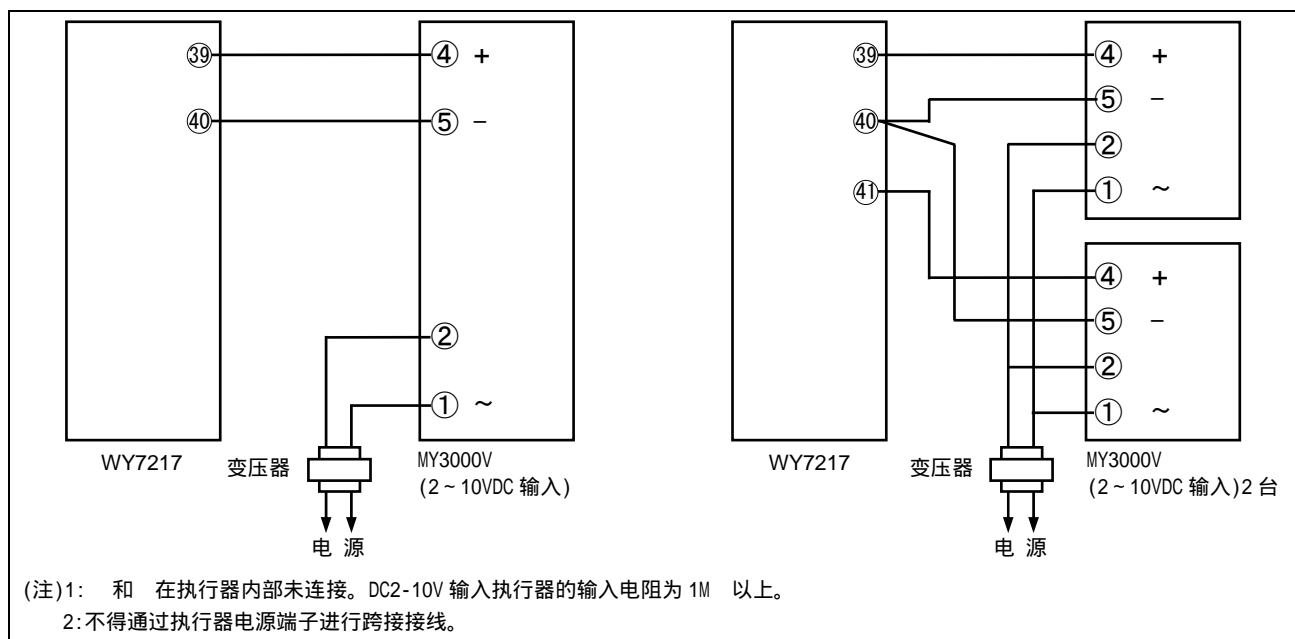 ㊴ ④ +
㊵ ⑤ −
②
① ~
WY7217
变压器
MY3000V
(2~10VDC 输入)
电 源
㊴ ④ +
⑤ −
㊵ ②
㊶ ① ~
④ +
⑤ −
②
① ~
WY7217
变压器
MY3000V
(2~10VDC 输入)2 台
电 源
(注)1: 和 在执行器内部未连接。DC2-10V 输入执行器的输入电阻为 1M 以上。
2:不得通过执行器电源端子进行跨接接线。